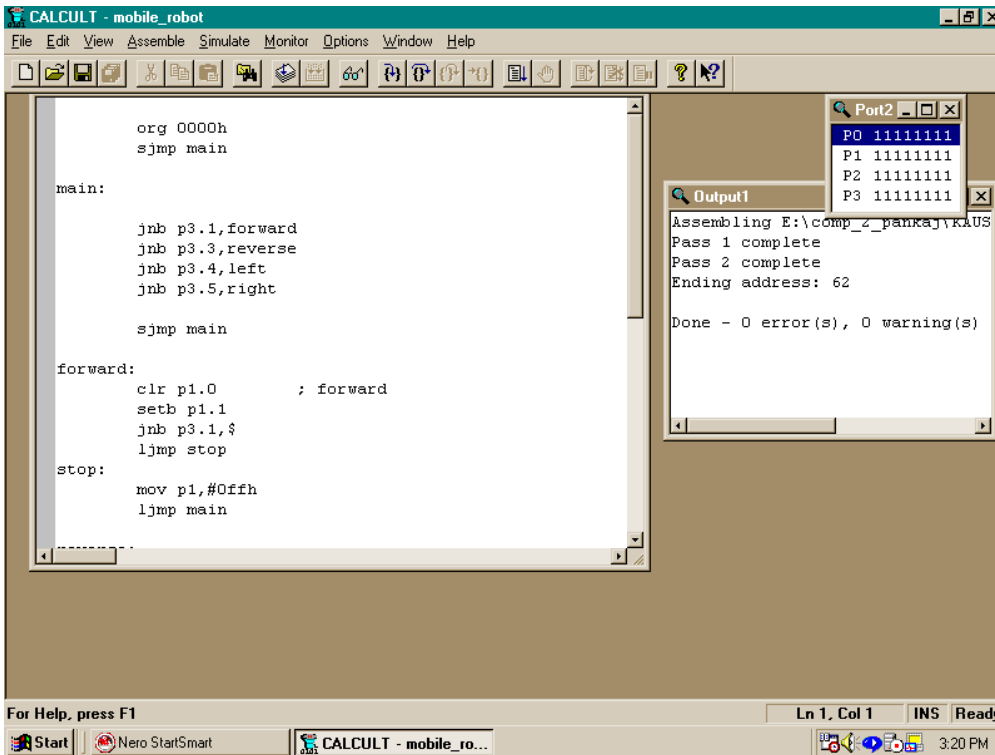 CALCULT - mobile_robot
File Edit View Assemble Simulate Monitor Options Window Help
org 0000h
sjmp main
main:
jnb p3.1,forward
jnb p3.3,reverse
jnb p3.4,left
jnb p3.5,right
sjmp main
forward:
clr p1.0 ; forward
setb p1.1
jnb p3.1,$
ljmp stop
stop:
mov p1,#0ffh
ljmp main
Port2
P0 11111111
P1 11111111
P2 11111111
P3 11111111
Output1
Assembling E:\comp_2_pankaj\KAUS
Pass 1 complete
Pass 2 complete
Ending address: 62
Done - 0 error(s), 0 warning(s)
For Help, press F1
Ln 1, Col 1 INS Read
Start Nero StartSmart CALCULT - mobile_ro... 3:20 PM